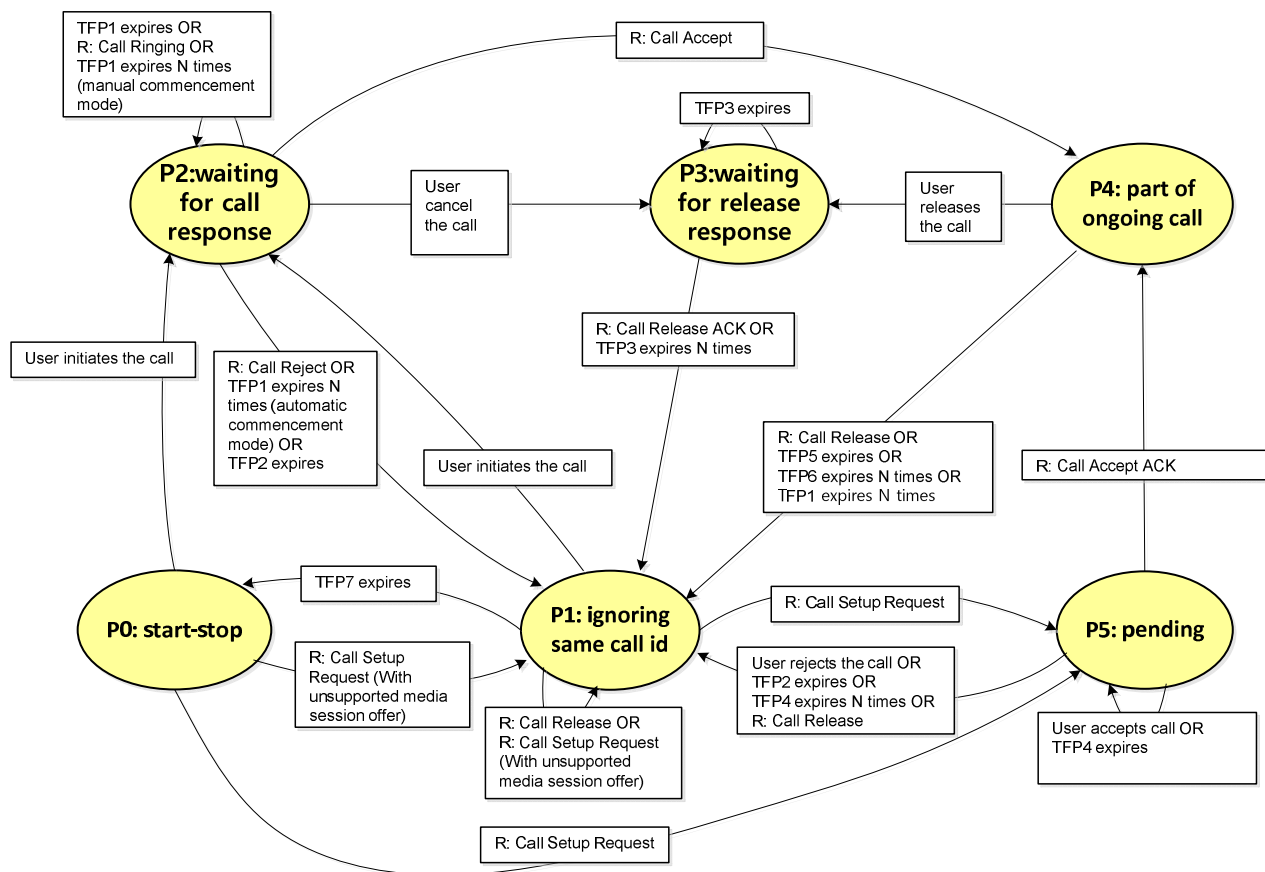 TFP1 expires OR
R: Call Ringing OR
TFP1 expires N times
(manual commencement
mode)
R: Call Accept
TFP3 expires
P2:waiting
for call
response
User
cancel
the call
P3:waiting
for release
response
User
releases
the call
P4: part of
ongoing call
User initiates the call
R: Call Reject OR
TFP1 expires N
times (automatic
commencement
mode) OR
TFP2 expires
R: Call Release ACK OR
TFP3 expires N times
User initiates the call
R: Call Release OR
TFP5 expires OR
TFP6 expires N times OR
TFP1 expires N times
R: Call Accept ACK
P0: start-stop
TFP7 expires
R: Call Setup
Request (With
unsupported media
session offer)
P1: ignoring
same call id
R: Call Setup Request
P5: pending
R: Call Release OR
R: Call Setup Request
(With unsupported
media session offer)
User rejects the call OR
TFP2 expires OR
TFP4 expires N times OR
R: Call Release
User accepts call OR
TFP4 expires
R: Call Setup Request